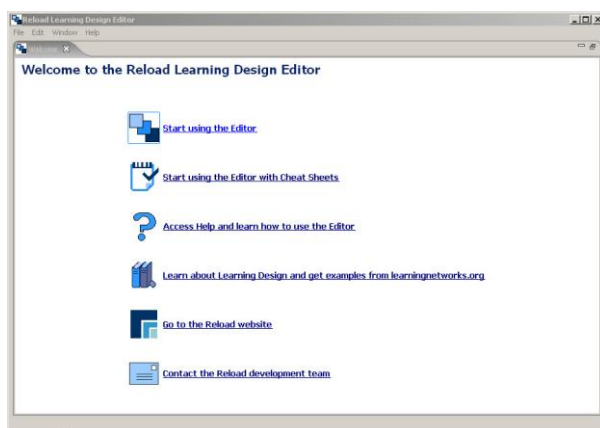 Reload Learning Design Editor
File Edit Window Help
Welcome
Welcome to the Reload Learning Design Editor
Start using the Editor
Start using the Editor with Cheat Sheets
Access Help and learn how to use the Editor
Learn about Learning Design and get examples from learningnetworks.org
Go to the Reload website
Contact the Reload development team